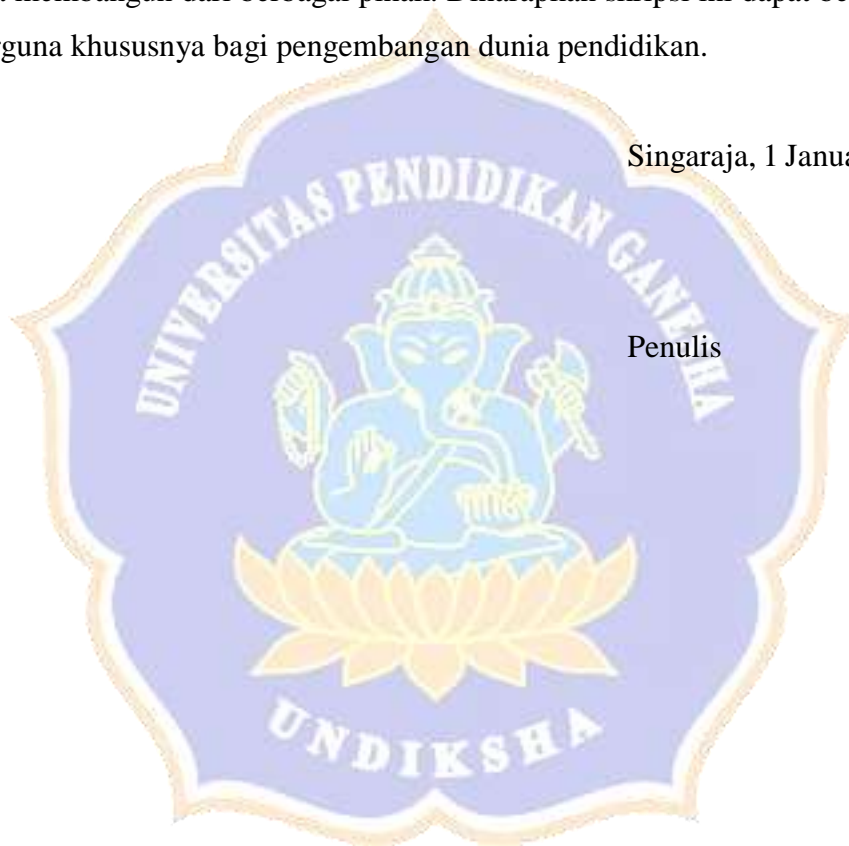 membangun dari berbagai pihak. Diharapkan skripsi ini dapat
guna khususnya bagi pengembangan dunia pendidikan.
Singaraja, 1 Janua
Penulis
UNIVERSITAS PENDIDIKAN GANESHA
UNDIKSHA